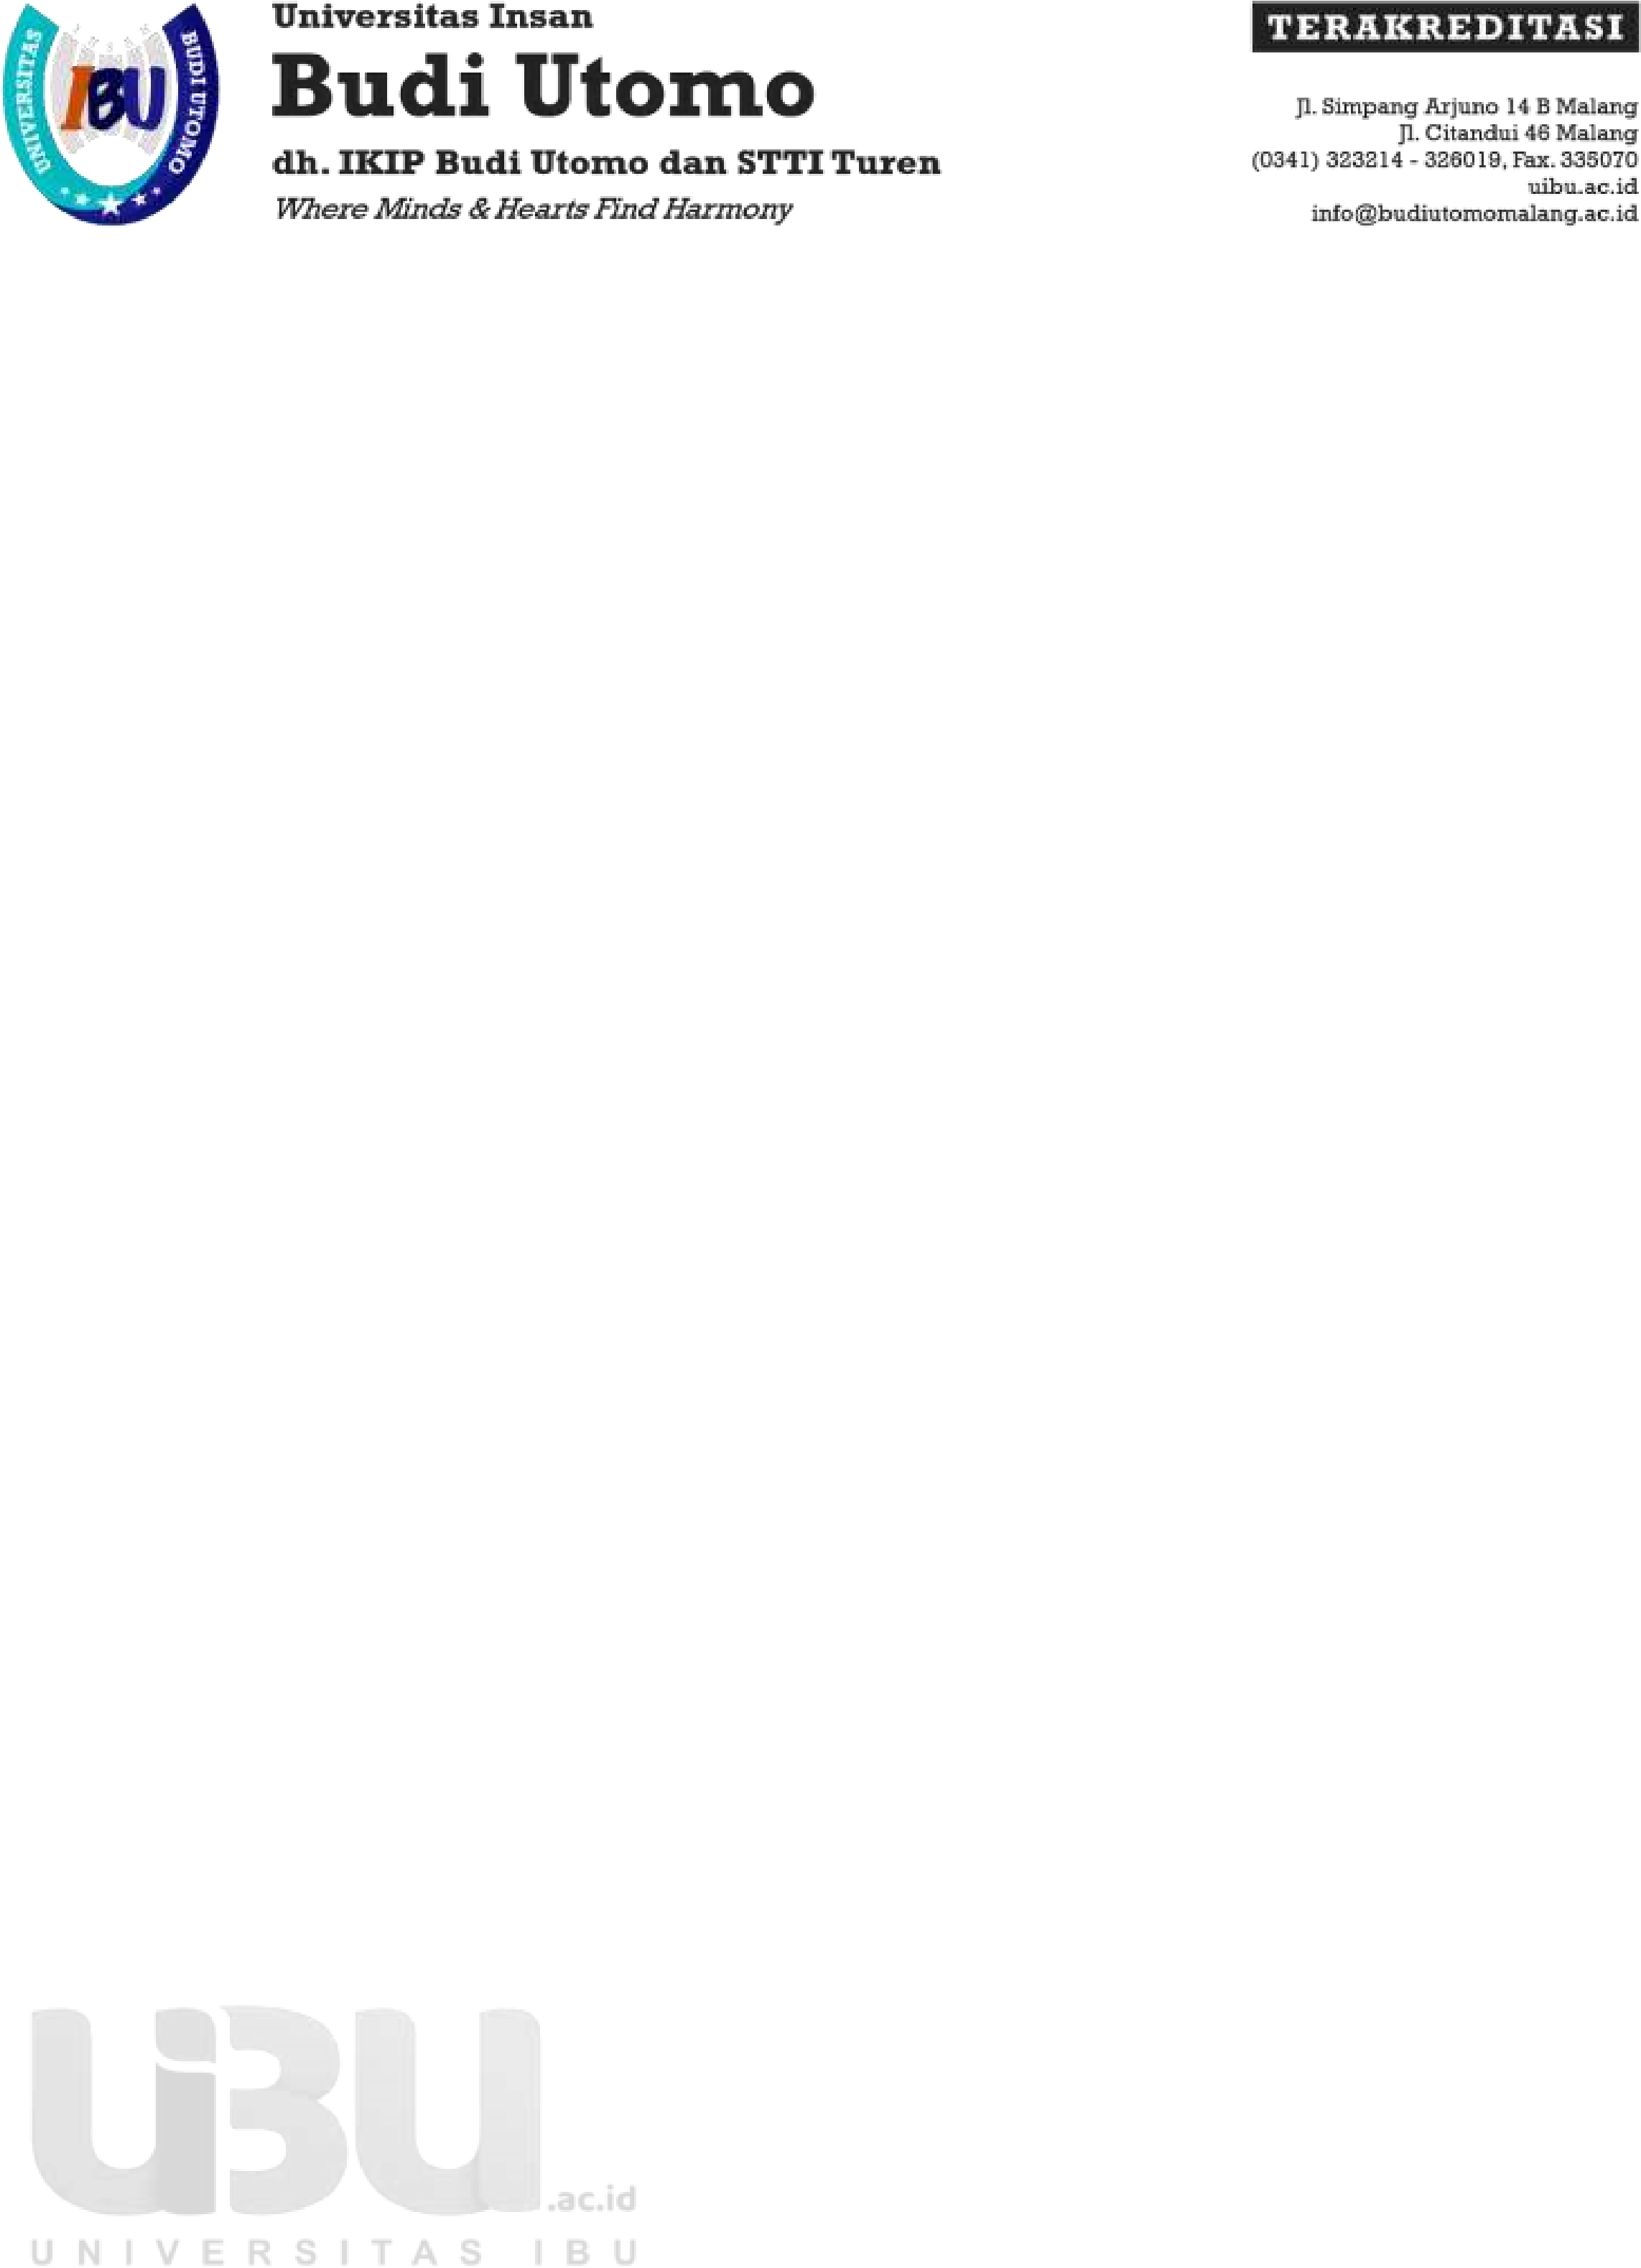 UNIVERSITAS
BUDI UTOMO
IBU
Universitas Insan
Budi Utomo
dh. IKIP Budi Utomo dan STTI Turen
Where Minds & Hearts Find Harmony
TERAKREDITASI
Jl. Simpang Arjuno 14 B Malang
Jl. Citandui 46 Malang
(0341) 323214 - 326019, Fax. 335070
uibu.ac.id
info@budiutomomalang.ac.id
uiBU
.ac.id
UNIVERSITAS IBU